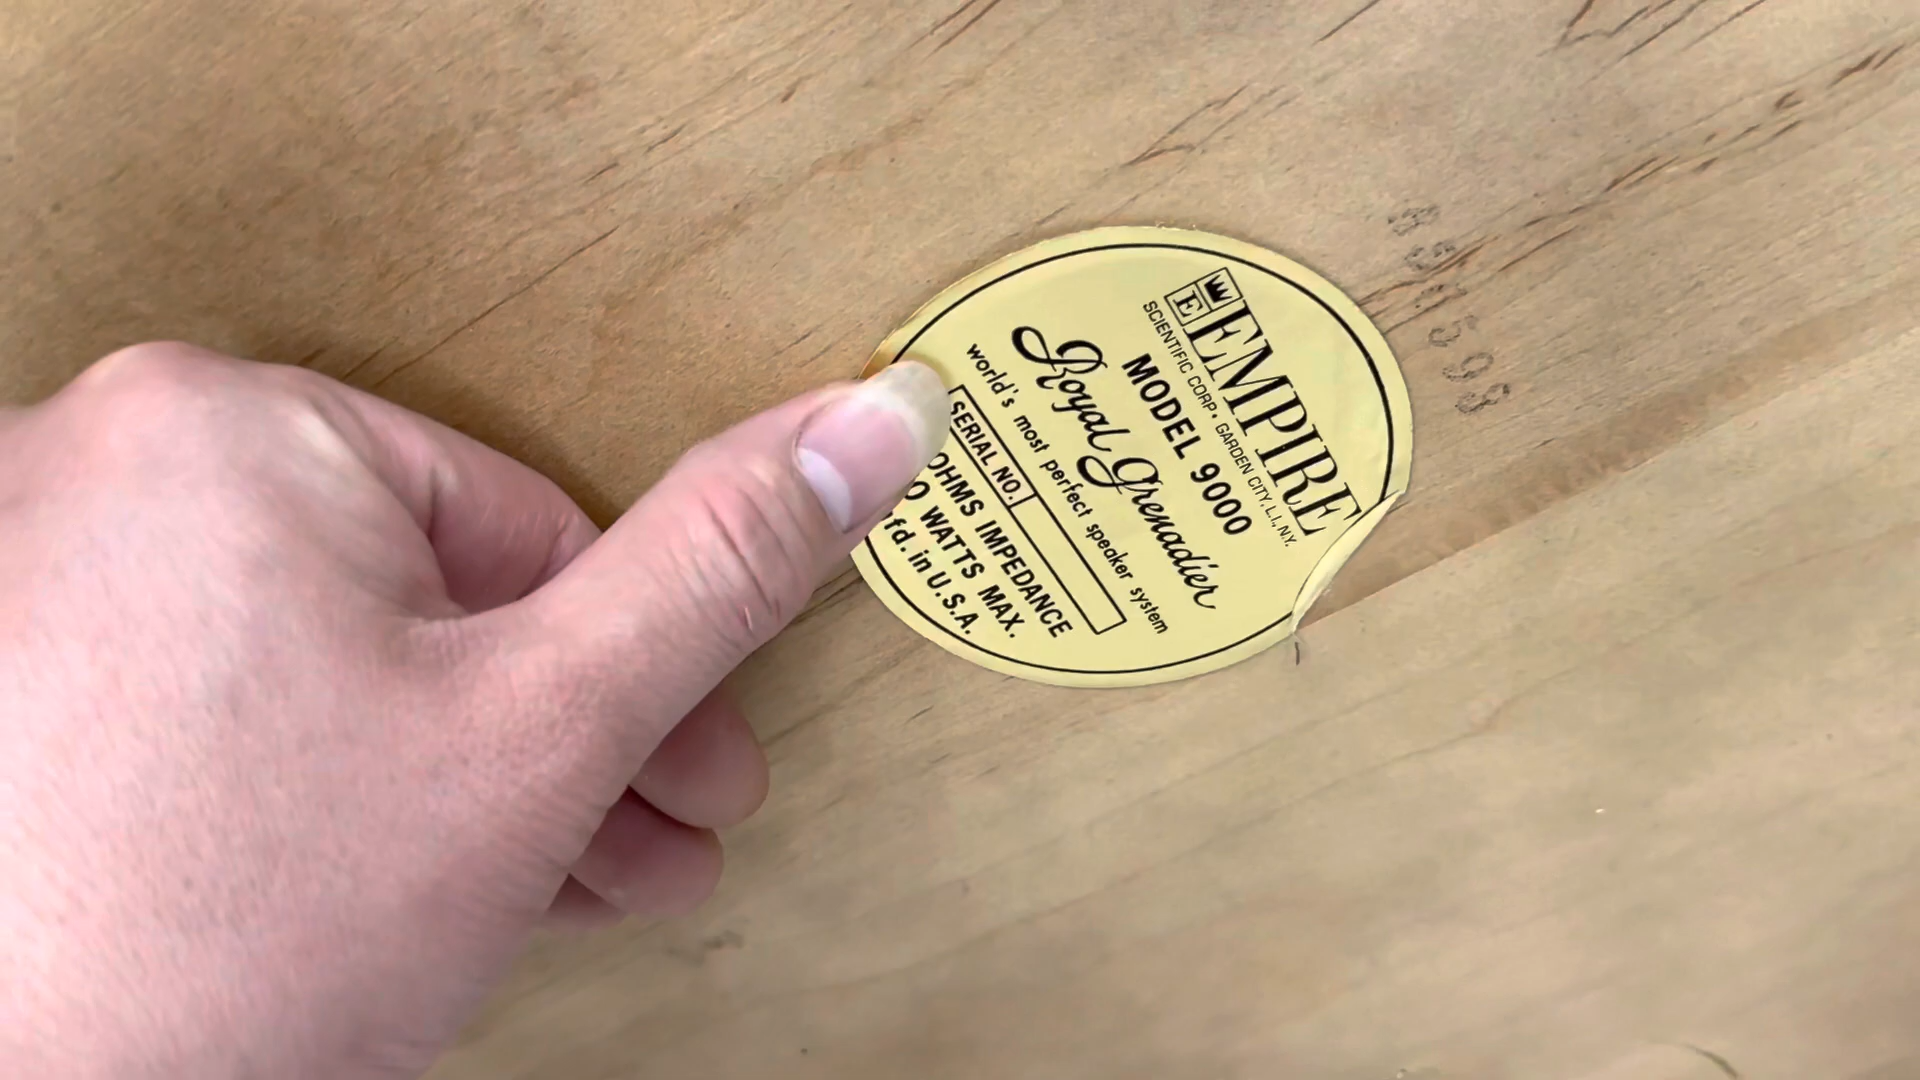 E EMPIRE
SCIENTIFIC CORP. • GARDEN CITY, L.I., N.Y.
MODEL 9000
Royal Grenadier
world's most perfect speaker system
SERIAL NO.
OHMS IMPEDANCE
WATTS MAX.
fd. in U.S.A.